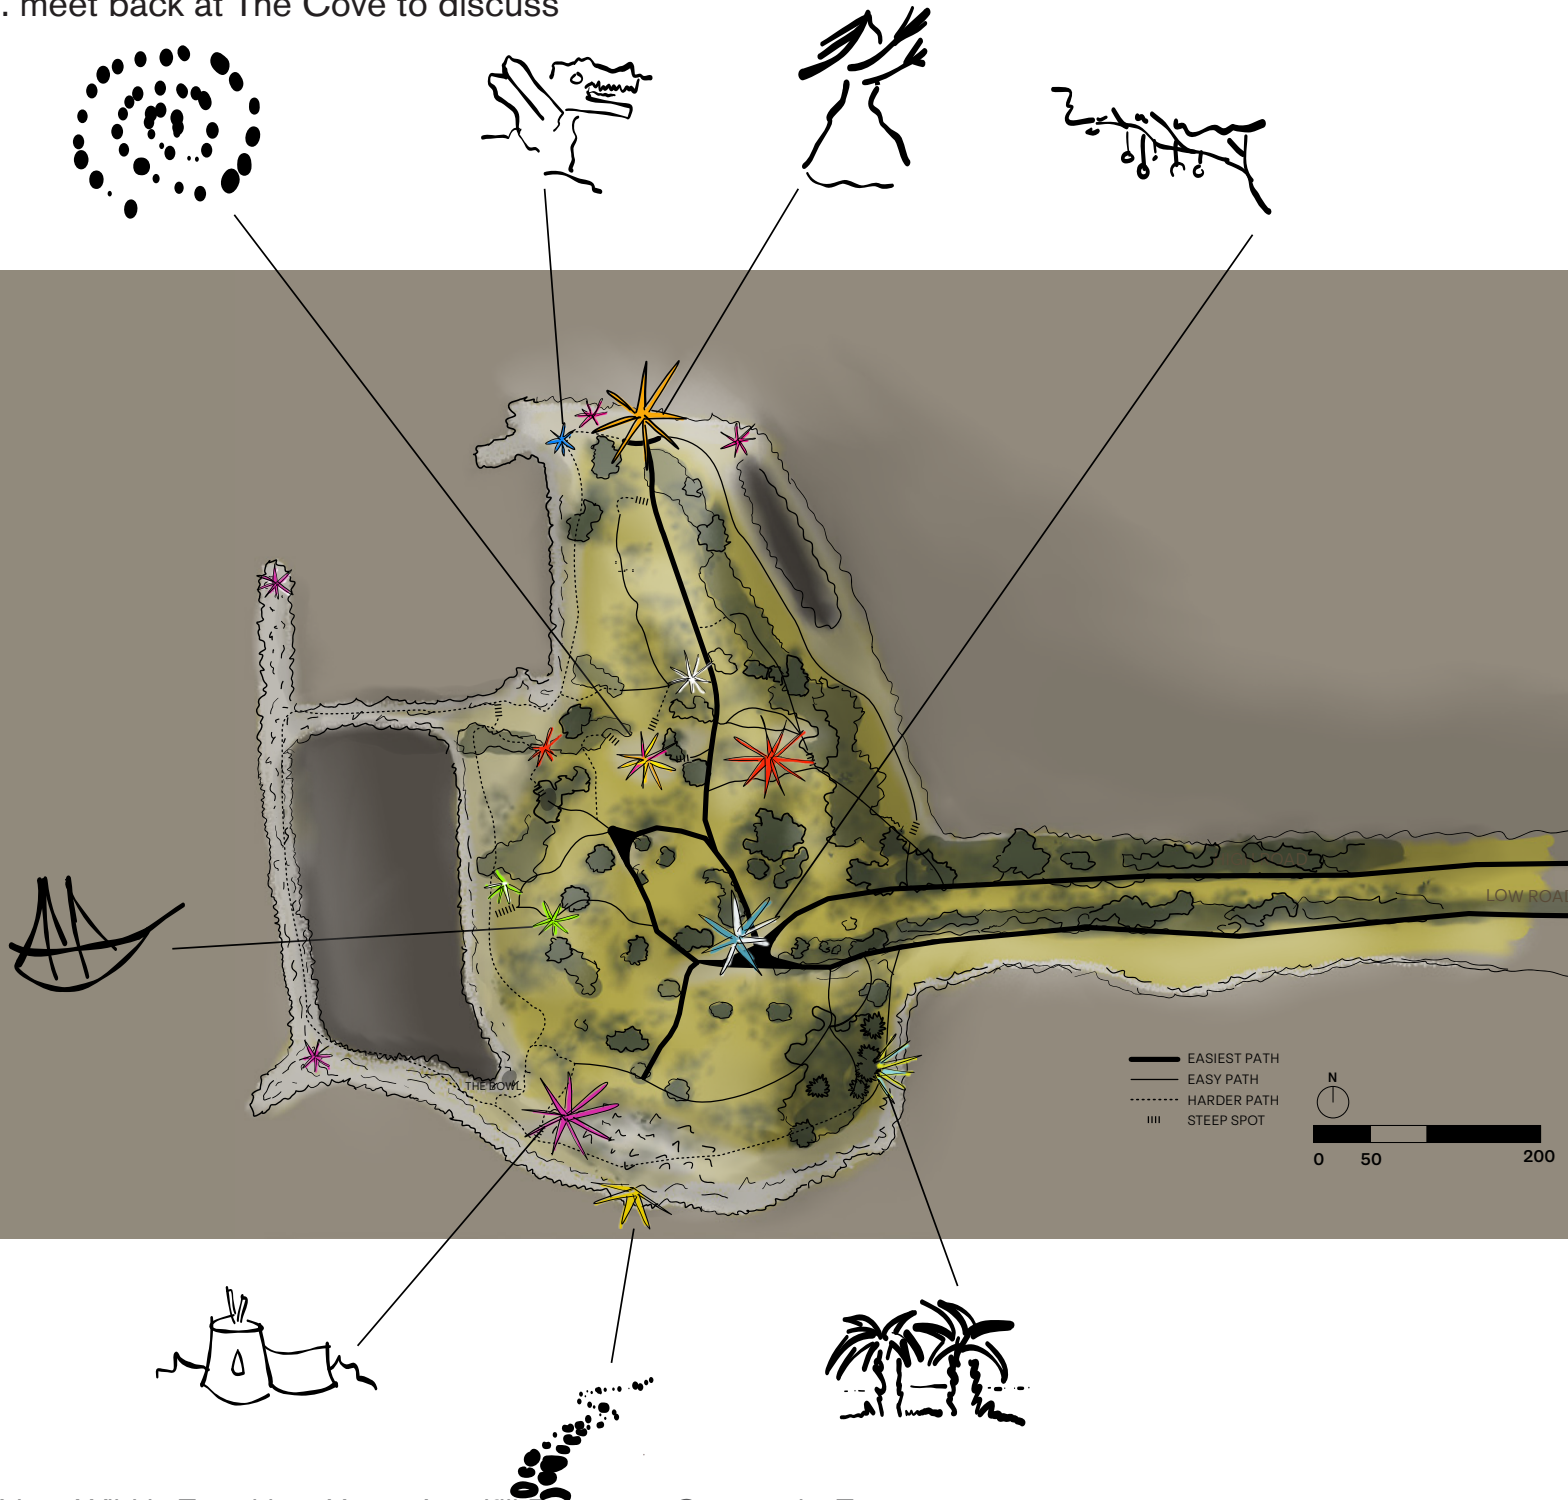 . meet back at The Cove to discuss
LOW ROAD
THE BOWL
EASIEST PATH
EASY PATH
HARDER PATH
STEEP SPOT
N
0 50 200